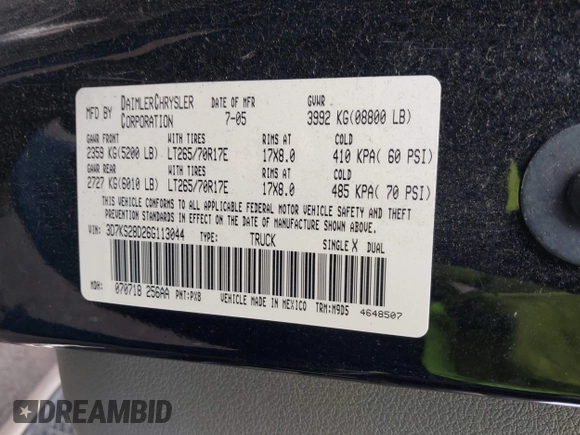 MFD BY DAIMLERCHRYSLER CORPORATION DATE OF MFR 7-05 GVWR 3992 KG(08800 LB)
GAWR FRONT WITH TIRES RIMS AT COLD
2359 KG(5200 LB) LT265/70R17E 17X8.0 410 KPA( 60 PSI)
GAWR REAR WITH TIRES RIMS AT COLD
2727 KG(6010 LB) LT265/70R17E 17X8.0 485 KPA( 70 PSI)
THIS VEHICLE CONFORMS TO ALL APPLICABLE FEDERAL MOTOR VEHICLE SAFETY AND THEFT
PREVENTION STANDARDS IN EFFECT ON THE DATE OF MANUFACTURE SHOWN ABOVE.
VIN: 3D7KS28D26G113044 TYPE: TRUCK SINGLE X DUAL
MDH: 070718 256AA PNT:PX8 VEHICLE MADE IN MEXICO TRM:M9D5 4648507
DREAMBID